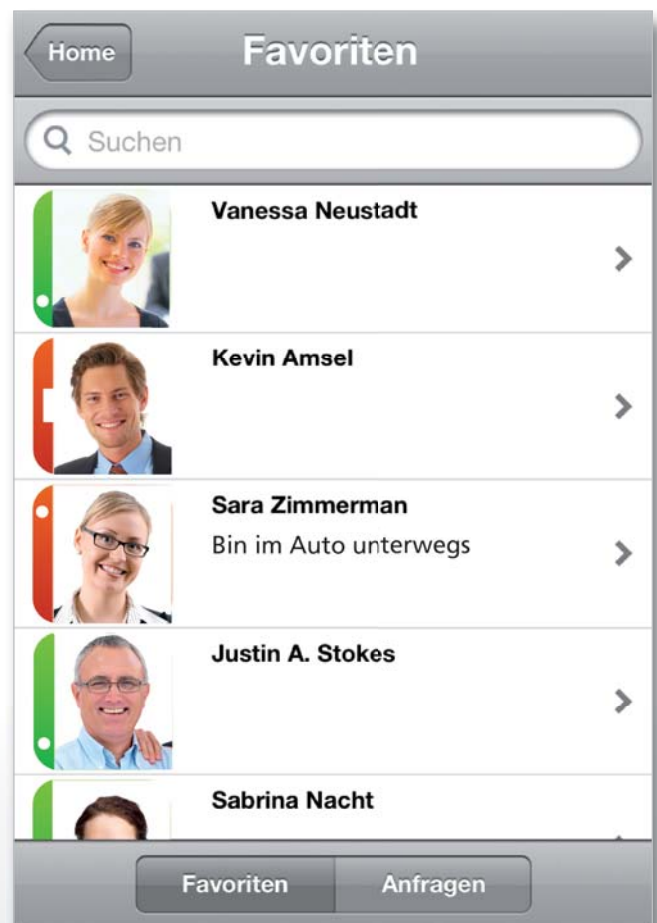 Home
Favoriten
Suchen
Vanessa Neustadt
Kevin Amsel
Sara Zimmerman
Bin im Auto unterwegs
Justin A. Stokes
Sabrina Nacht
Favoriten
Anfragen